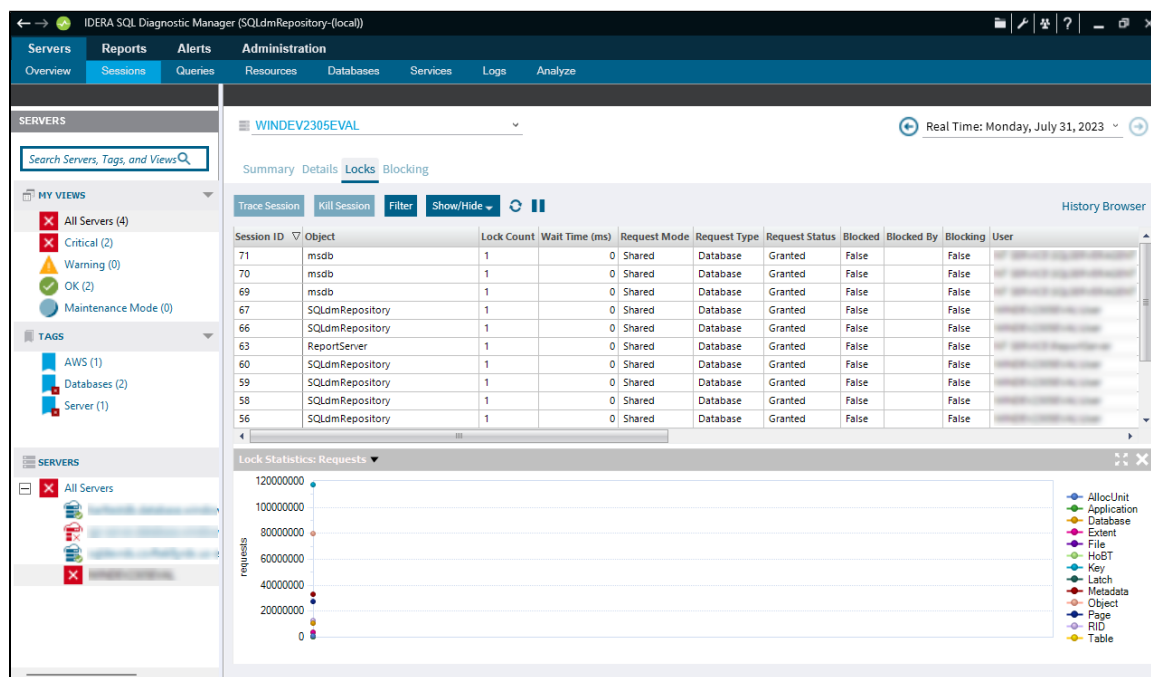 IDERA SQL Diagnostic Manager (SQLdmRepository-(local))
Servers Reports Alerts Administration
Overview Sessions Queries Resources Databases Services Logs Analyze
SERVERS
Search Servers, Tags, and Views
MY VIEWS
All Servers (4)
Critical (2)
Warning (0)
OK (2)
Maintenance Mode (0)
TAGS
AWS (1)
Databases (2)
Server (1)
SERVERS
All Servers
WINDEV2305EVAL
Real Time: Monday, July 31, 2023
Summary Details Locks Blocking
Trace Session Kill Session Filter Show/Hide
History Browser
Session ID Object Lock Count Wait Time (ms) Request Mode Request Type Request Status Blocked Blocked By Blocking User
71 msdb 1 0 Shared Database Granted False False
70 msdb 1 0 Shared Database Granted False False
69 msdb 1 0 Shared Database Granted False False
67 SQLdmRepository 1 0 Shared Database Granted False False
66 SQLdmRepository 1 0 Shared Database Granted False False
63 ReportServer 1 0 Shared Database Granted False False
60 SQLdmRepository 1 0 Shared Database Granted False False
59 SQLdmRepository 1 0 Shared Database Granted False False
58 SQLdmRepository 1 0 Shared Database Granted False False
56 SQLdmRepository 1 0 Shared Database Granted False False
Lock Statistics: Requests
requests
120000000
100000000
80000000
60000000
40000000
20000000
0
AllocUnit
Application
Database
Extent
File
HoBT
Key
Latch
Metadata
Object
Page
RID
Table